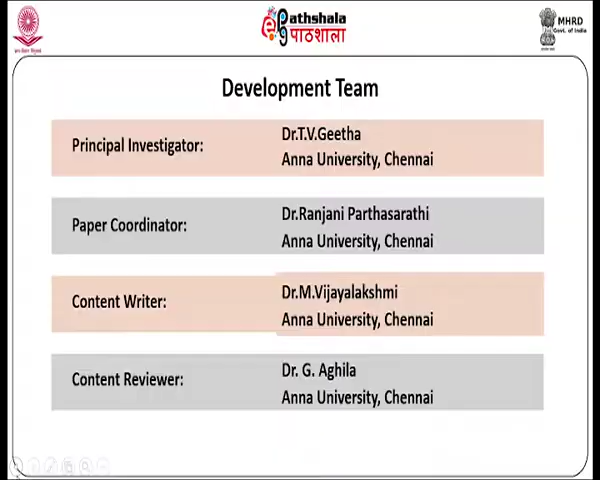 ePathshala
पाठशाला
MHRD
Govt. of India
Development Team
Principal Investigator:
Dr.T.V.Geetha
Anna University, Chennai
Paper Coordinator:
Dr.Ranjani Parthasarathi
Anna University, Chennai
Content Writer:
Dr.M.Vijayalakshmi
Anna University, Chennai
Content Reviewer:
Dr. G. Aghila
Anna University, Chennai